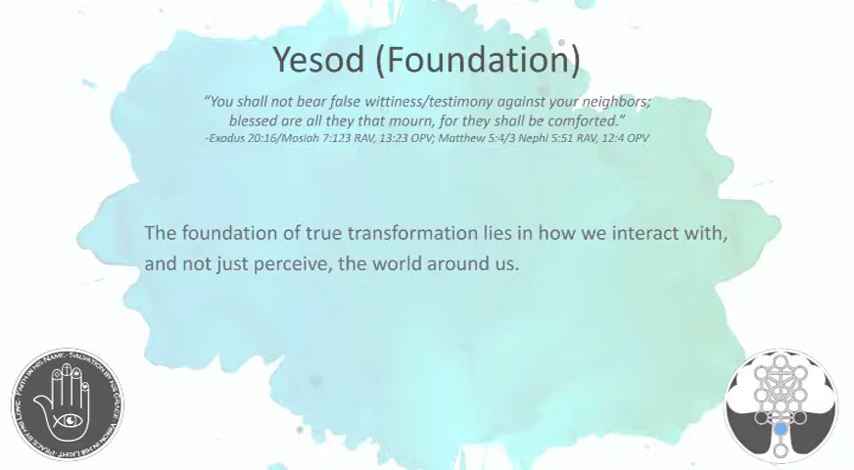 Yesod (Foundation)
“You shall not bear false wittiness/testimony against your neighbors;
blessed are all they that mourn, for they shall be comforted.”
-Exodus 20:16/Mosiah 7:123 RAV, 13:23 OPV; Matthew 5:4/3 Nephi 5:51 RAV, 12:4 OPV
The foundation of true transformation lies in how we interact with,
and not just perceive, the world around us.